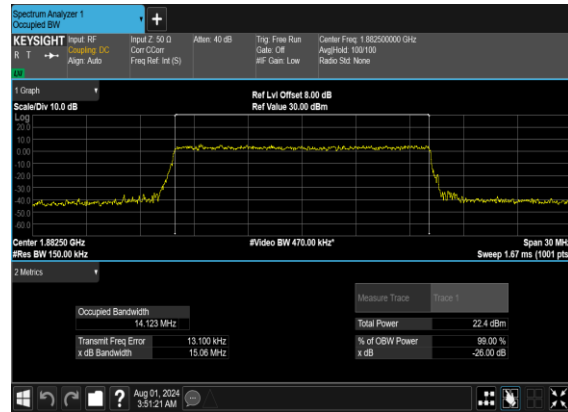 Spectrum Analyzer 1
Occupied BW
KEYSIGHT
R T
LXI
Input: RF
Coupling: DC
Align: Auto
Input Z: 50 Ω
Corr CCorr
Freq Ref: Int (S)
Atten: 40 dB
Trig: Free Run
Gate: Off
#IF Gain: Low
Center Freq: 1.882500000 GHz
Avg|Hold: 100/100
Radio Std: None
1 Graph
Scale/Div 10.0 dB
Ref Lvl Offset 8.00 dB
Ref Value 30.00 dBm
Log
20.0
10.0
0.00
-10.0
-20.0
-30.0
-40.0
-50.0
-60.0
Center 1.88250 GHz
#Res BW 150.00 kHz
#Video BW 470.00 kHz*
Span 30 MHz
Sweep 1.67 ms (1001 pts
2 Metrics
Occupied Bandwidth
14.123 MHz
Transmit Freq Error 13.100 kHz
x dB Bandwidth 15.06 MHz
Measure Trace Trace 1
Total Power 22.4 dBm
% of OBW Power 99.00 %
x dB -26.00 dB
?
Aug 01, 2024
3:51:21 AM